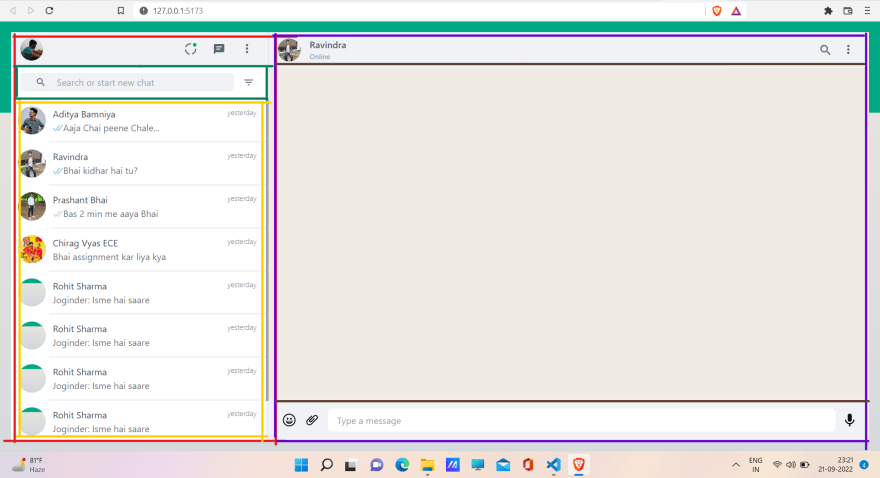 127.0.0.1:5173
Ravindra
Online
Search or start new chat
Aditya Bamniya
yesterday
Aaja Chai peene Chale...
Ravindra
yesterday
Bhai kidhar hai tu?
Prashant Bhai
yesterday
Bas 2 min me aaya Bhai
Chirag Vyas ECE
yesterday
Bhai assignment kar liya kya
Rohit Sharma
yesterday
Joginder: Isme hai saare
Rohit Sharma
yesterday
Joginder: Isme hai saare
Rohit Sharma
yesterday
Joginder: Isme hai saare
Rohit Sharma
yesterday
Joginder: Isme hai saare
Type a message
81°F
Haze
ENG
IN
23:21
21-09-2022
4